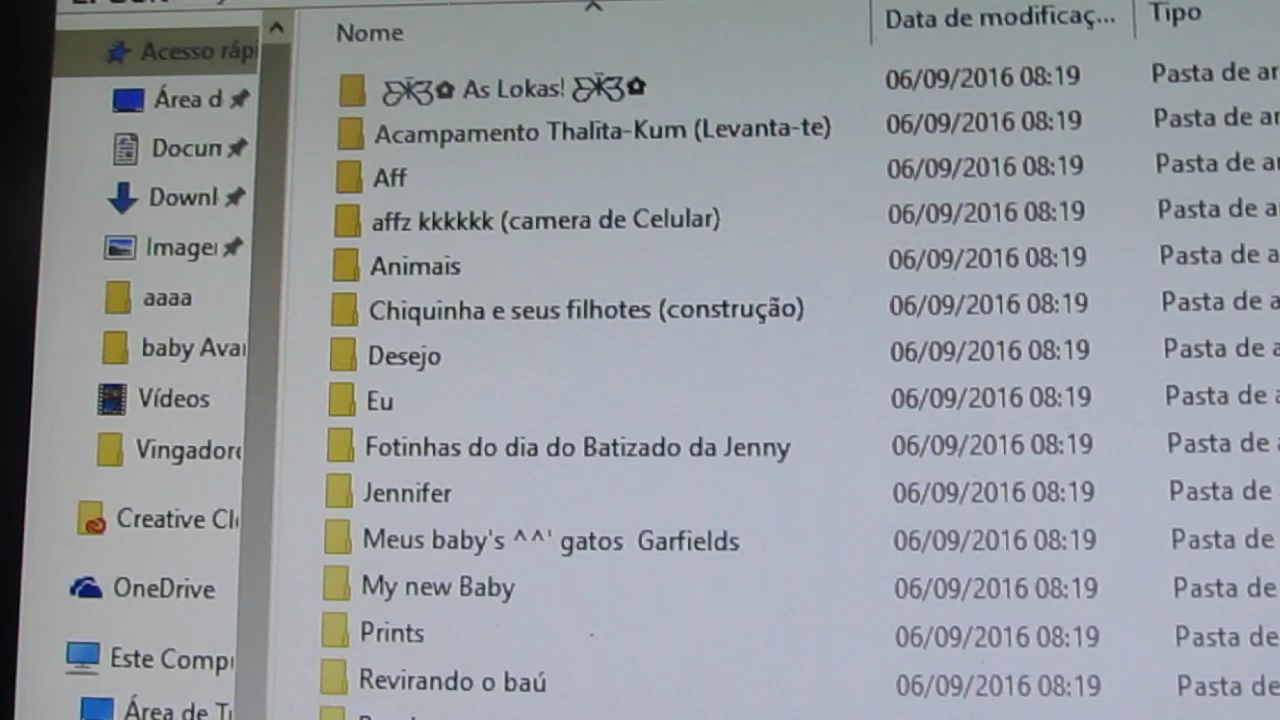 Nome Data de modificaç... Tipo
Acesso rápi
Área d
Docun
Downl
Image
aaaa
baby Ava
Vídeos
Vingador
Creative Cl
OneDrive
Este Comp
Área de T
As Lokas! 06/09/2016 08:19 Pasta de ar
Acampamento Thalita-Kum (Levanta-te) 06/09/2016 08:19 Pasta de ar
Aff 06/09/2016 08:19 Pasta de a
affz kkkkkk (camera de Celular) 06/09/2016 08:19 Pasta de a
Animais 06/09/2016 08:19 Pasta de a
Chiquinha e seus filhotes (construção) 06/09/2016 08:19 Pasta de a
Desejo 06/09/2016 08:19 Pasta de a
Eu 06/09/2016 08:19 Pasta de a
Fotinhas do dia do Batizado da Jenny 06/09/2016 08:19 Pasta de
Jennifer 06/09/2016 08:19 Pasta de
Meus baby's ^^' gatos Garfields 06/09/2016 08:19 Pasta de
My new Baby 06/09/2016 08:19 Pasta de
Prints 06/09/2016 08:19 Pasta de
Revirando o baú 06/09/2016 08:19 Pasta de